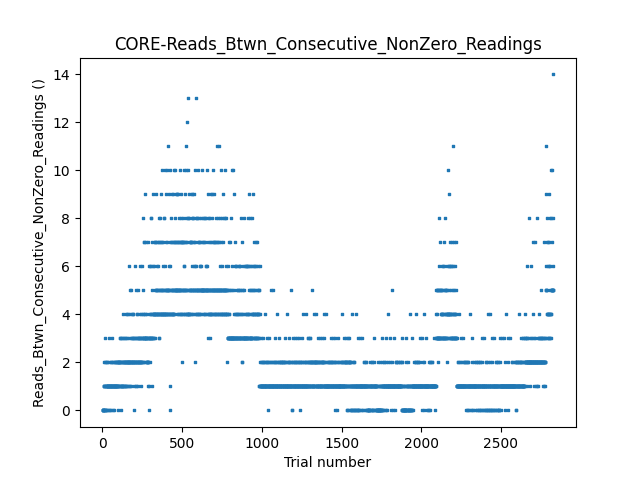 CORE-Reads_Btwn_Consecutive_NonZero_Readings
Reads_Btwn_Consecutive_NonZero_Readings ()
14
12
10
8
6
4
2
0
0 500 1000 1500 2000 2500
Trial number